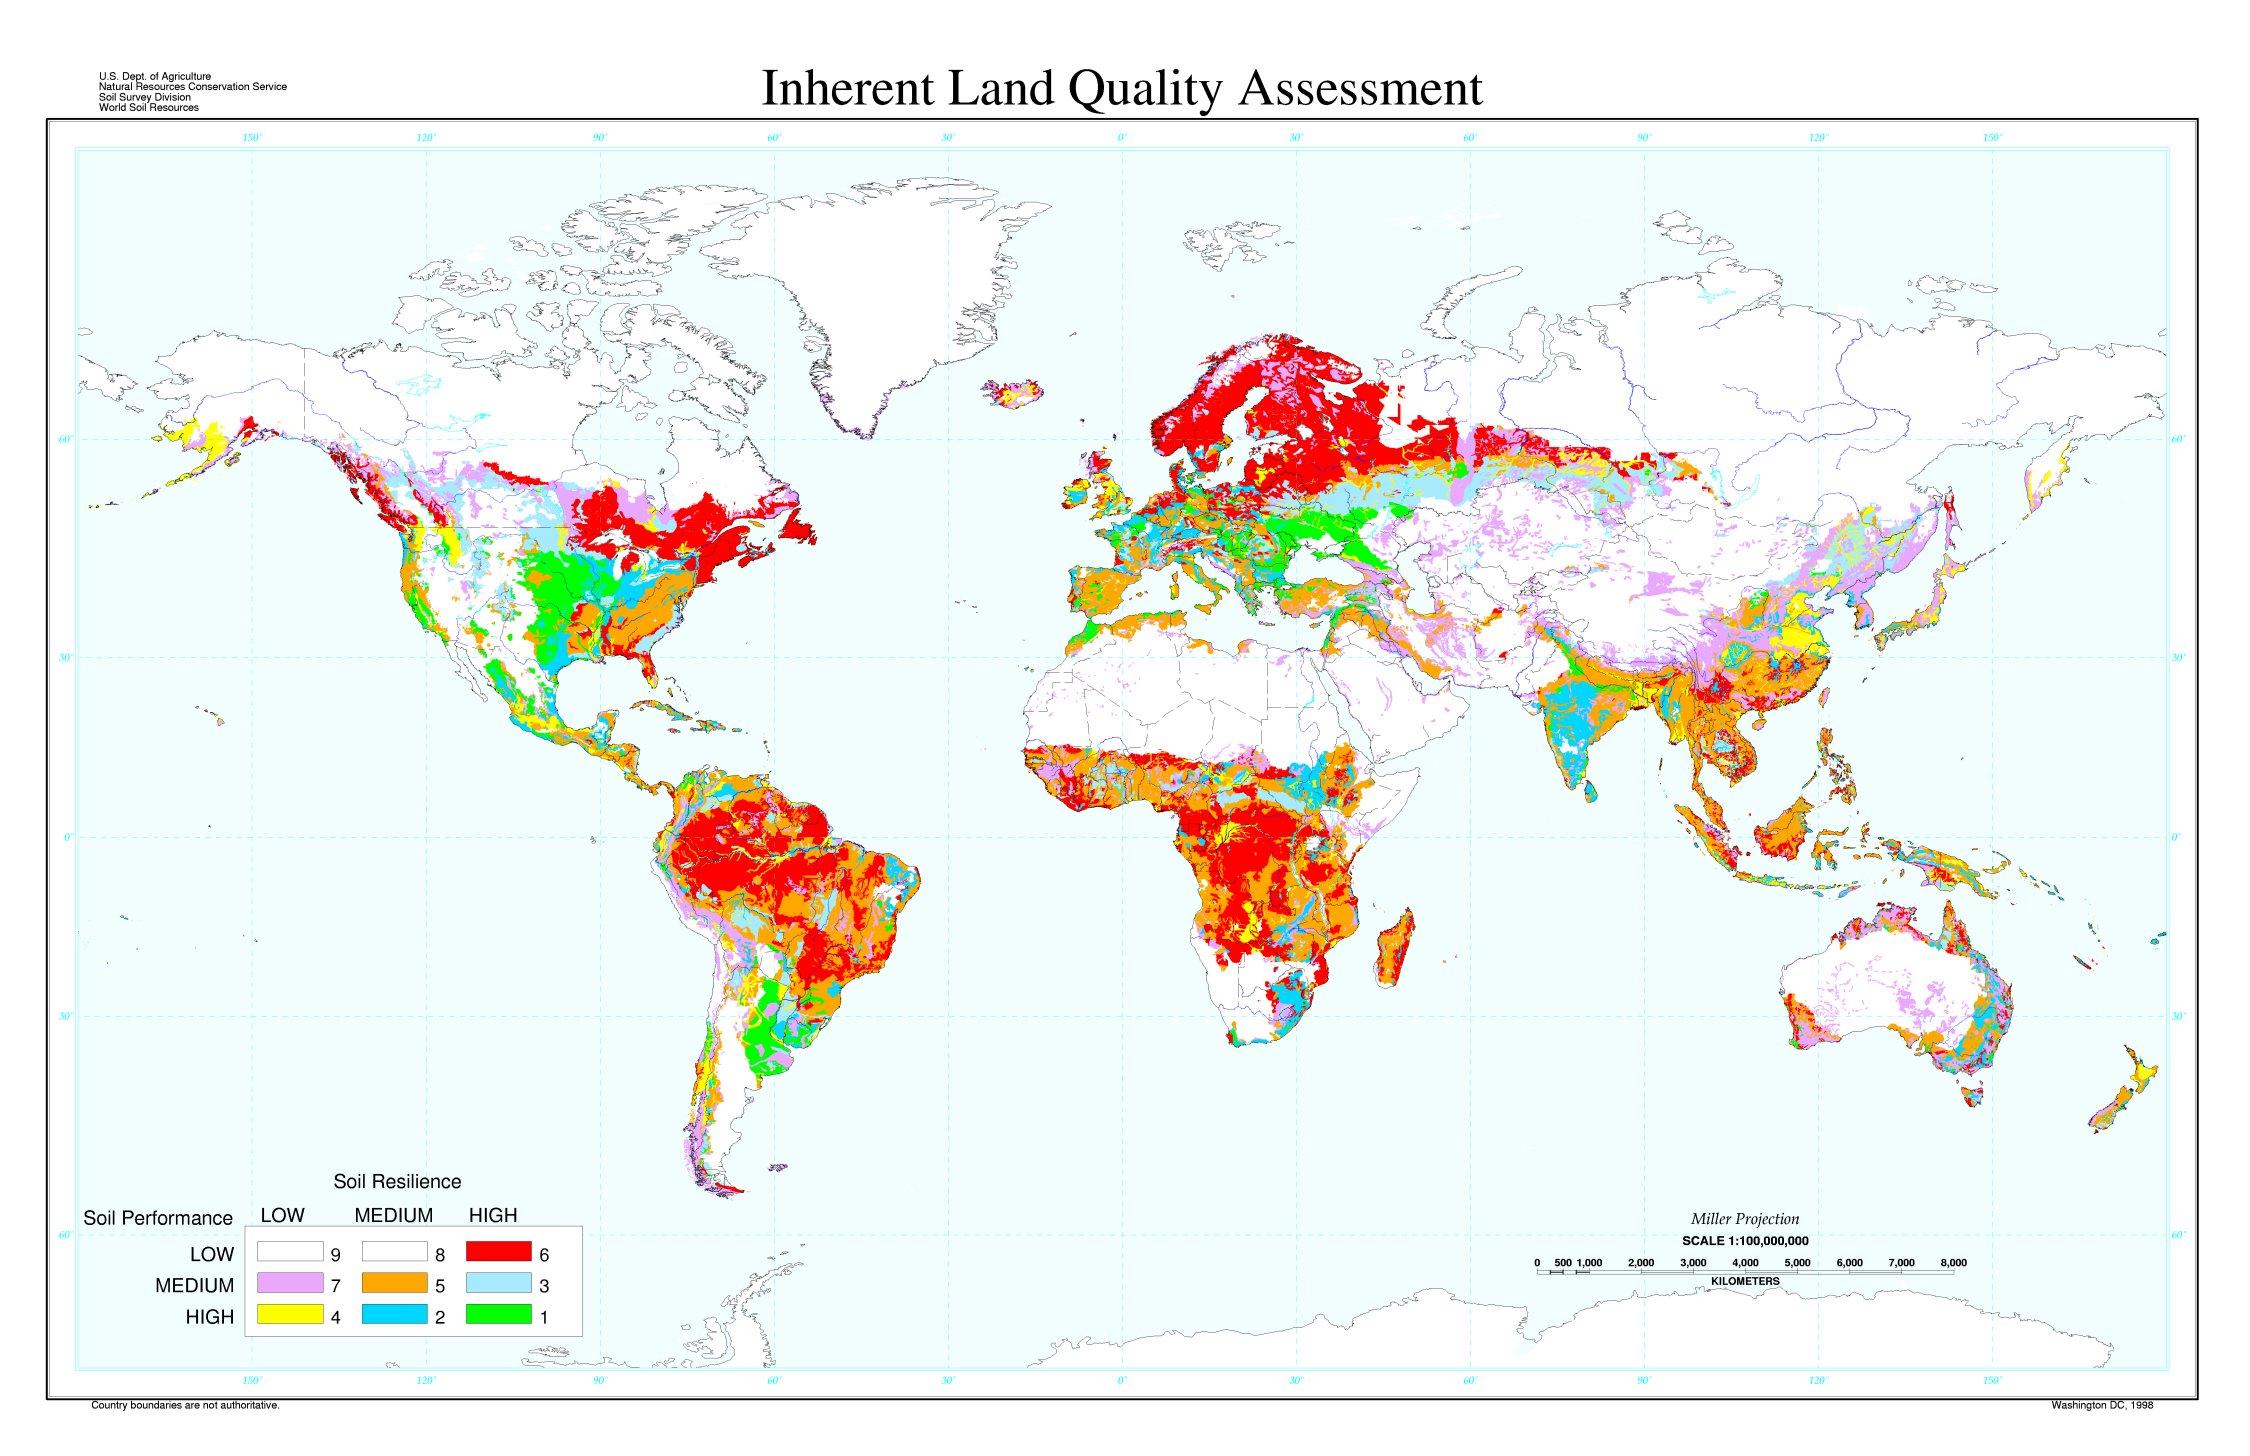 U.S. Dept. of Agriculture
Natural Resources Conservation Service
Soil Survey Division
World Soil Resources
Inherent Land Quality Assessment
150° 120° 90° 60° 30° 0° 30° 60° 90° 120° 150°
60° 60°
30° 30°
0° 0°
30° 30°
60° 60°
Soil Resilience
Soil Performance LOW MEDIUM HIGH
LOW 9 8 6
MEDIUM 7 5 3
HIGH 4 2 1
Miller Projection
SCALE 1:100,000,000
0 500 1,000 2,000 3,000 4,000 5,000 6,000 7,000 8,000
KILOMETERS
150° 120° 90° 60° 30° 0° 30° 60° 90° 120° 150°
Country boundaries are not authoritative.
Washington DC, 1998